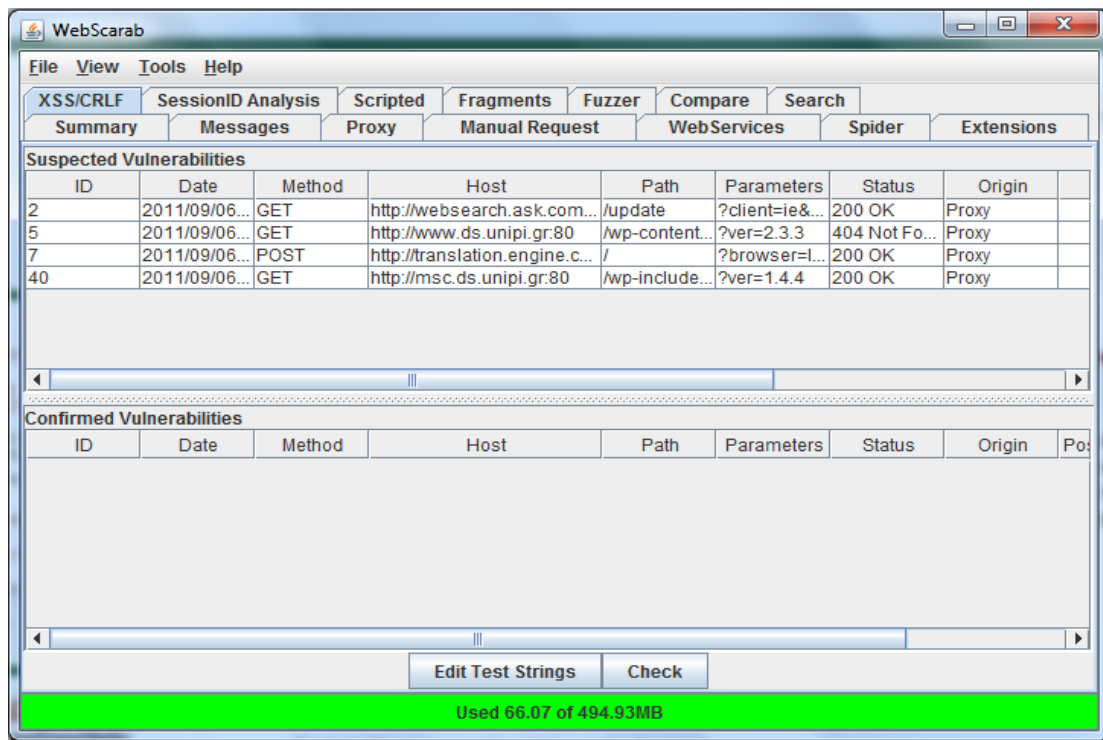 WebScarab
File View Tools Help
XSS/CRLF SessionID Analysis Scripted Fragments Fuzzer Compare Search
Summary Messages Proxy Manual Request WebServices Spider Extensions
Suspected Vulnerabilities
ID Date Method Host Path Parameters Status Origin
2 2011/09/06... GET http://websearch.ask.com... /update ?client=ie&... 200 OK Proxy
5 2011/09/06... GET http://www.ds.unipi.gr:80 /wp-content... ?ver=2.3.3 404 Not Fo... Proxy
7 2011/09/06... POST http://translation.engine.c... / ?browser=I... 200 OK Proxy
40 2011/09/06... GET http://msc.ds.unipi.gr:80 /wp-include... ?ver=1.4.4 200 OK Proxy
Confirmed Vulnerabilities
ID Date Method Host Path Parameters Status Origin
Edit Test Strings Check
Used 66.07 of 494.93MB